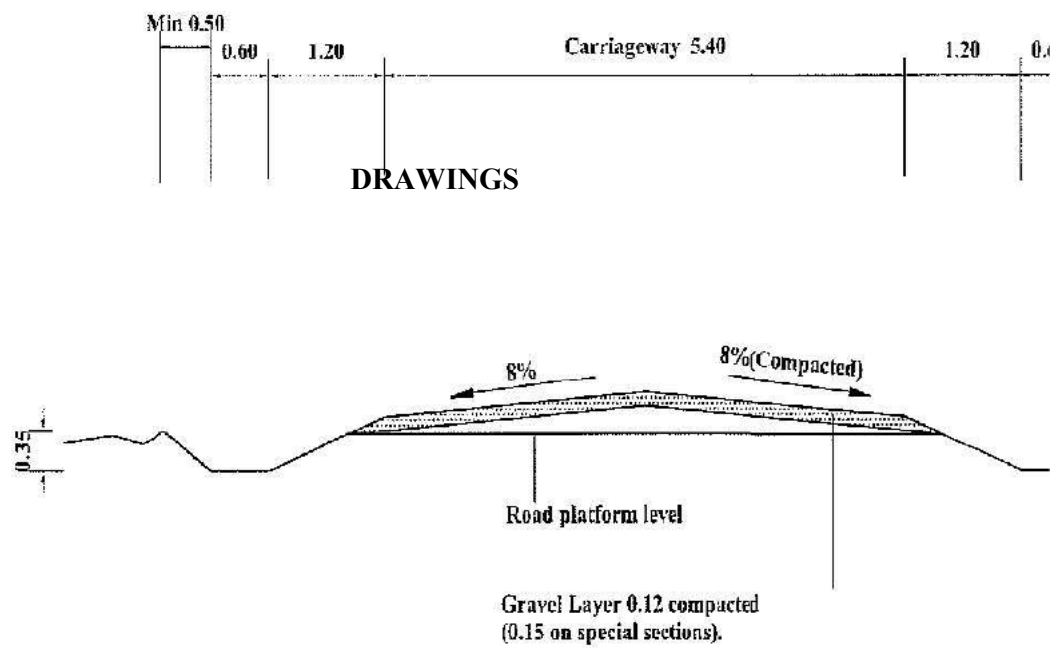 Min 0.50
0.60 1.20 Carriageway 5.40 1.20
DRAWINGS
8% 8%(Compacted)
0.35
Road platform level
Gravel Layer 0.12 compacted
(0.15 on special sections).